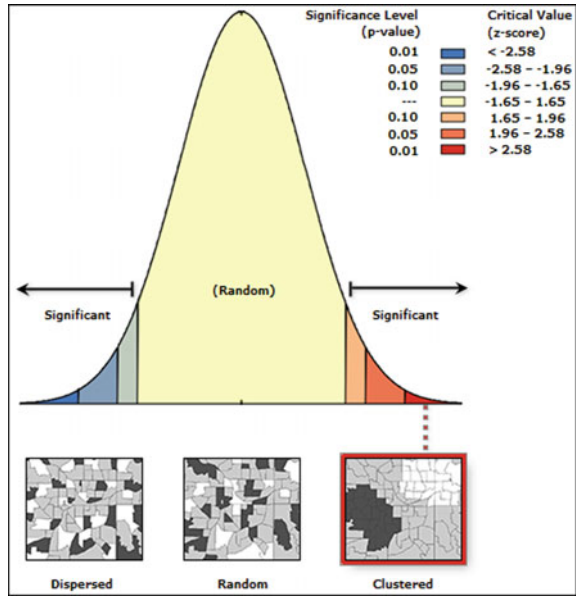 Significance Level Critical Value
(p-value) (z-score)
0.01 < -2.58
0.05 -2.58 – -1.96
0.10 -1.96 – -1.65
--- -1.65 – 1.65
0.10 1.65 – 1.96
0.05 1.96 – 2.58
0.01 > 2.58
(Random)
Significant Significant
Dispersed Random Clustered